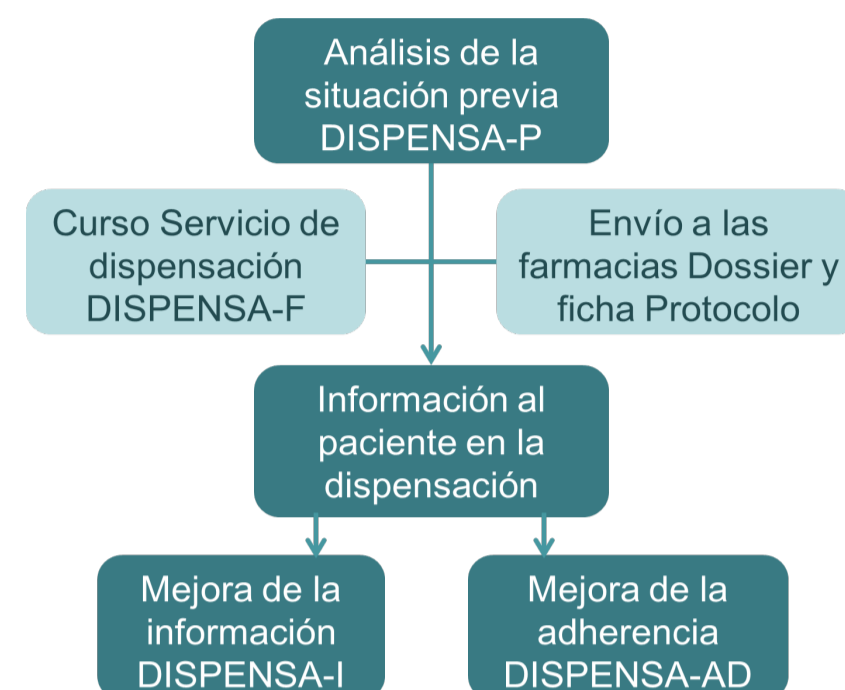 Análisis de la
situación previa
DISPENSA-P
Curso Servicio de
dispensación
DISPENSA-F
Envío a las
farmacias Dossier y
ficha Protocolo
Información al
paciente en la
dispensación
Mejora de la
información
DISPENSA-I
Mejora de la
adherencia
DISPENSA-AD